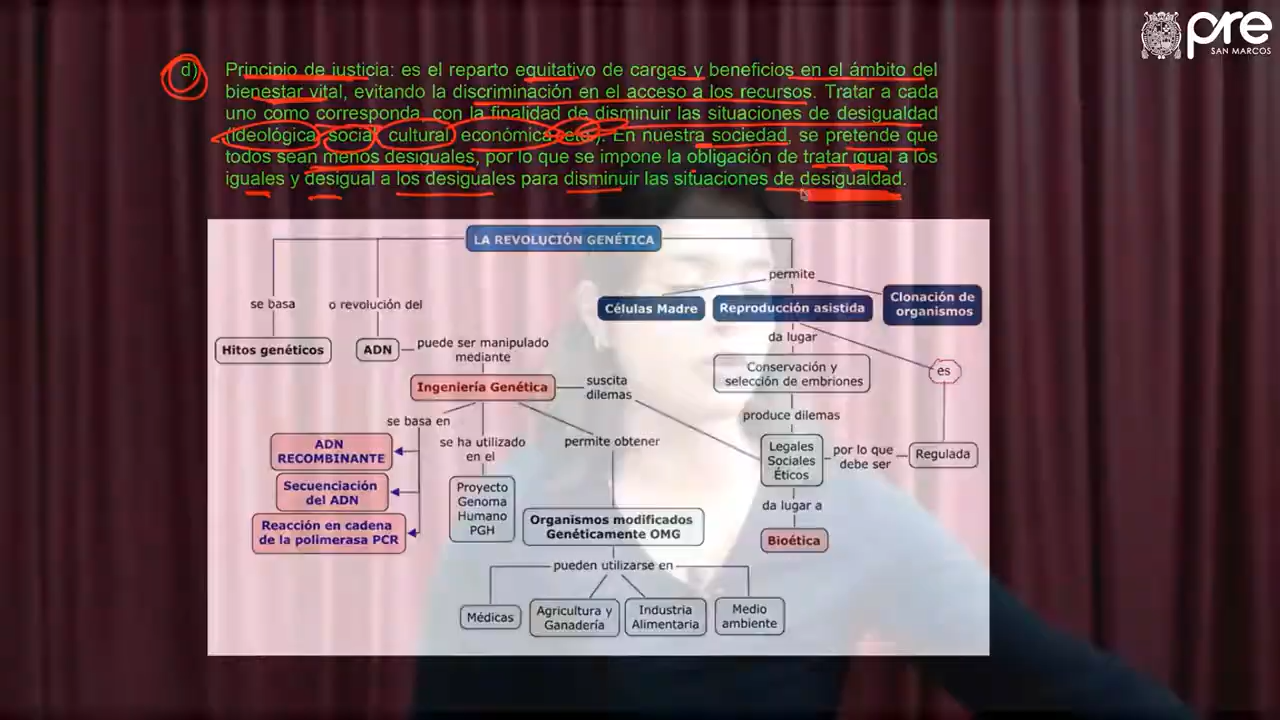 pre
SAN MARCOS
d) Principio de justicia: es el reparto equitativo de cargas y beneficios en el ámbito del
bienestar vital, evitando la discriminación en el acceso a los recursos. Tratar a cada
uno como corresponda, con la finalidad de disminuir las situaciones de desigualdad
(ideológica, social, cultural, económica, etc.). En nuestra sociedad, se pretende que
todos sean menos desiguales, por lo que se impone la obligación de tratar igual a los
iguales y desigual a los desiguales para disminuir las situaciones de desigualdad.
LA REVOLUCIÓN GENÉTICA
permite
se basa
o revolución del
Células Madre
Reproducción asistida
Clonación de
organismos
Hitos genéticos
ADN
puede ser manipulado
mediante
da lugar
Conservación y
selección de embriones
es
Ingeniería Genética
suscita
dilemas
se basa en
produce dilemas
ADN
RECOMBINANTE
se ha utilizado
en el
permite obtener
Legales
Sociales
Éticos
por lo que
debe ser
Regulada
Secuenciación
del ADN
Proyecto
Genoma
Humano
PGH
da lugar a
Reacción en cadena
de la polimerasa PCR
Organismos modificados
Genéticamente OMG
Bioética
pueden utilizarse en
Médicas
Agricultura y
Ganadería
Industria
Alimentaria
Medio
ambiente